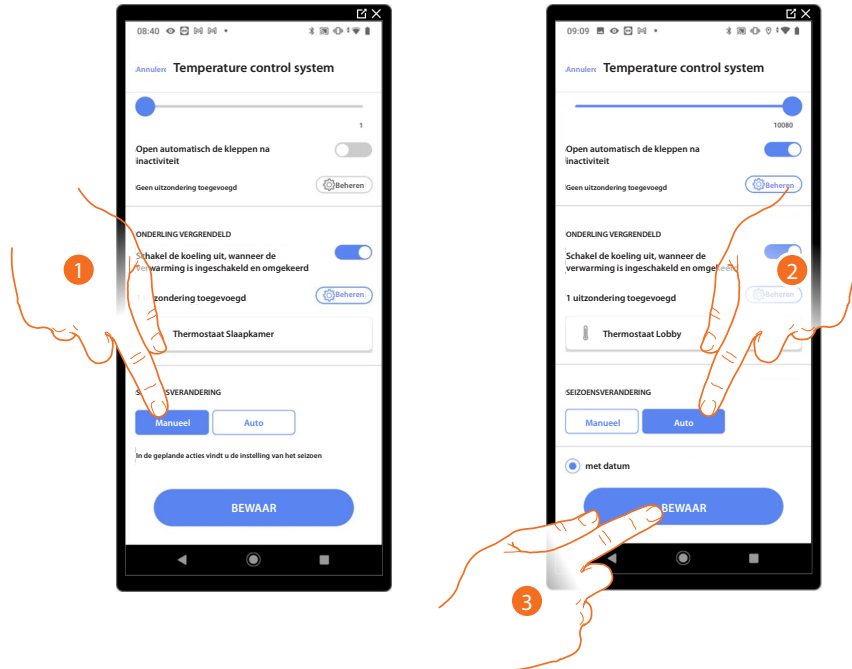 08:40
Annuleren Temperature control system
1
Open automatisch de kleppen na
inactiviteit
Geen uitzondering toegevoegd
Beheren
ONDERLING VERGRENDELD
Schakel de koeling uit, wanneer de
verwarming is ingeschakeld en omgekeerd
1 uitzondering toegevoegd
Beheren
Thermostaat Slaapkamer
SEIZOENSVERANDERING
Manueel Auto
In de geplande acties vindt u de instelling van het seizoen
BEWAAR
1
09:09
Annuleren Temperature control system
10080
Open automatisch de kleppen na
inactiviteit
Geen uitzondering toegevoegd
Beheren
ONDERLING VERGRENDELD
Schakel de koeling uit, wanneer de
verwarming is ingeschakeld en omgekeerd
1 uitzondering toegevoegd
Beheren
Thermostaat Lobby
SEIZOENSVERANDERING
Manueel Auto
met datum
BEWAAR
2
3